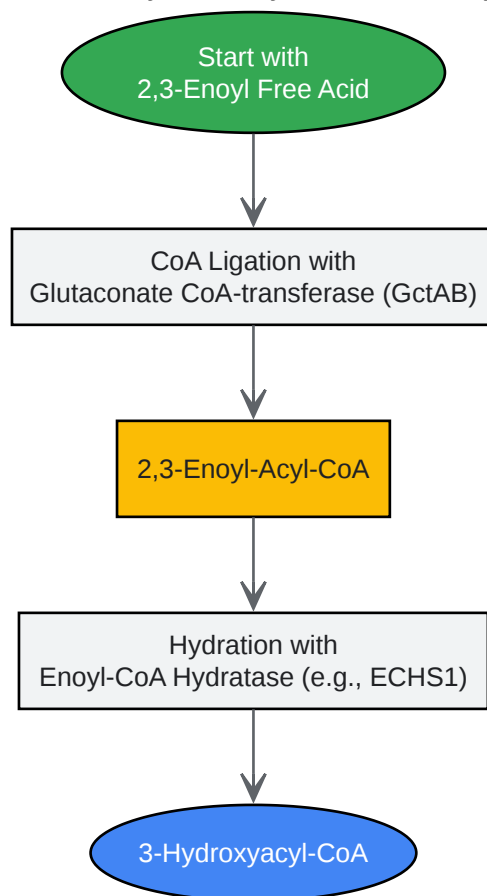 Start with
2,3-Enoyl Free Acid
CoA Ligation with
Glutaconate CoA-transferase (GctAB)
2,3-Enoyl-Acyl-CoA
Hydration with
Enoyl-CoA Hydratase (e.g., ECHS1)
3-Hydroxyacyl-CoA